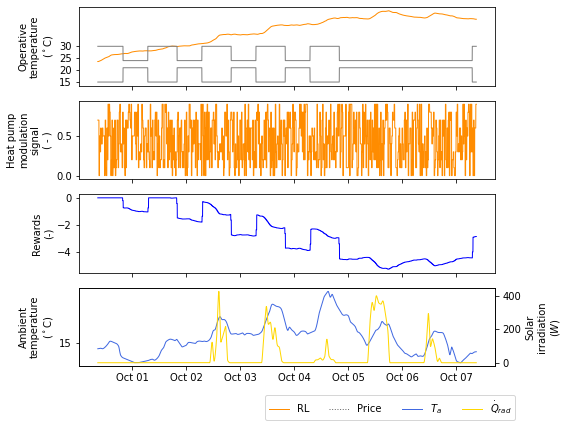 Operative
temperature
(°C)
30
25
20
15
Heat pump
modulation
signal
( - )
0.5
0.0
Rewards
(-)
0
−2
−4
Ambient
temperature
(°C)
15
Solar
irradiation
(W)
400
200
0
Oct 01 Oct 02 Oct 03 Oct 04 Oct 05 Oct 06 Oct 07
RL Price T_a Q̇_rad